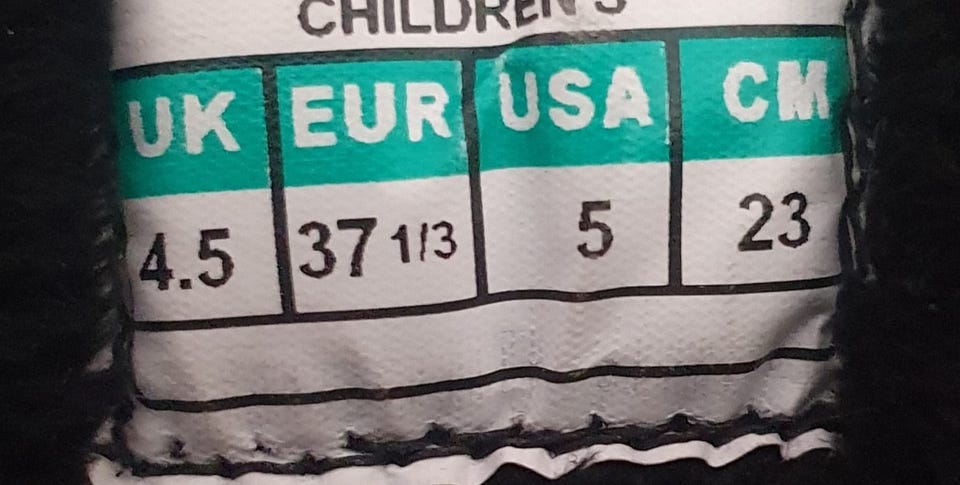 CHILDREN'S
UK EUR USA CM
4.5 37 1/3 5 23